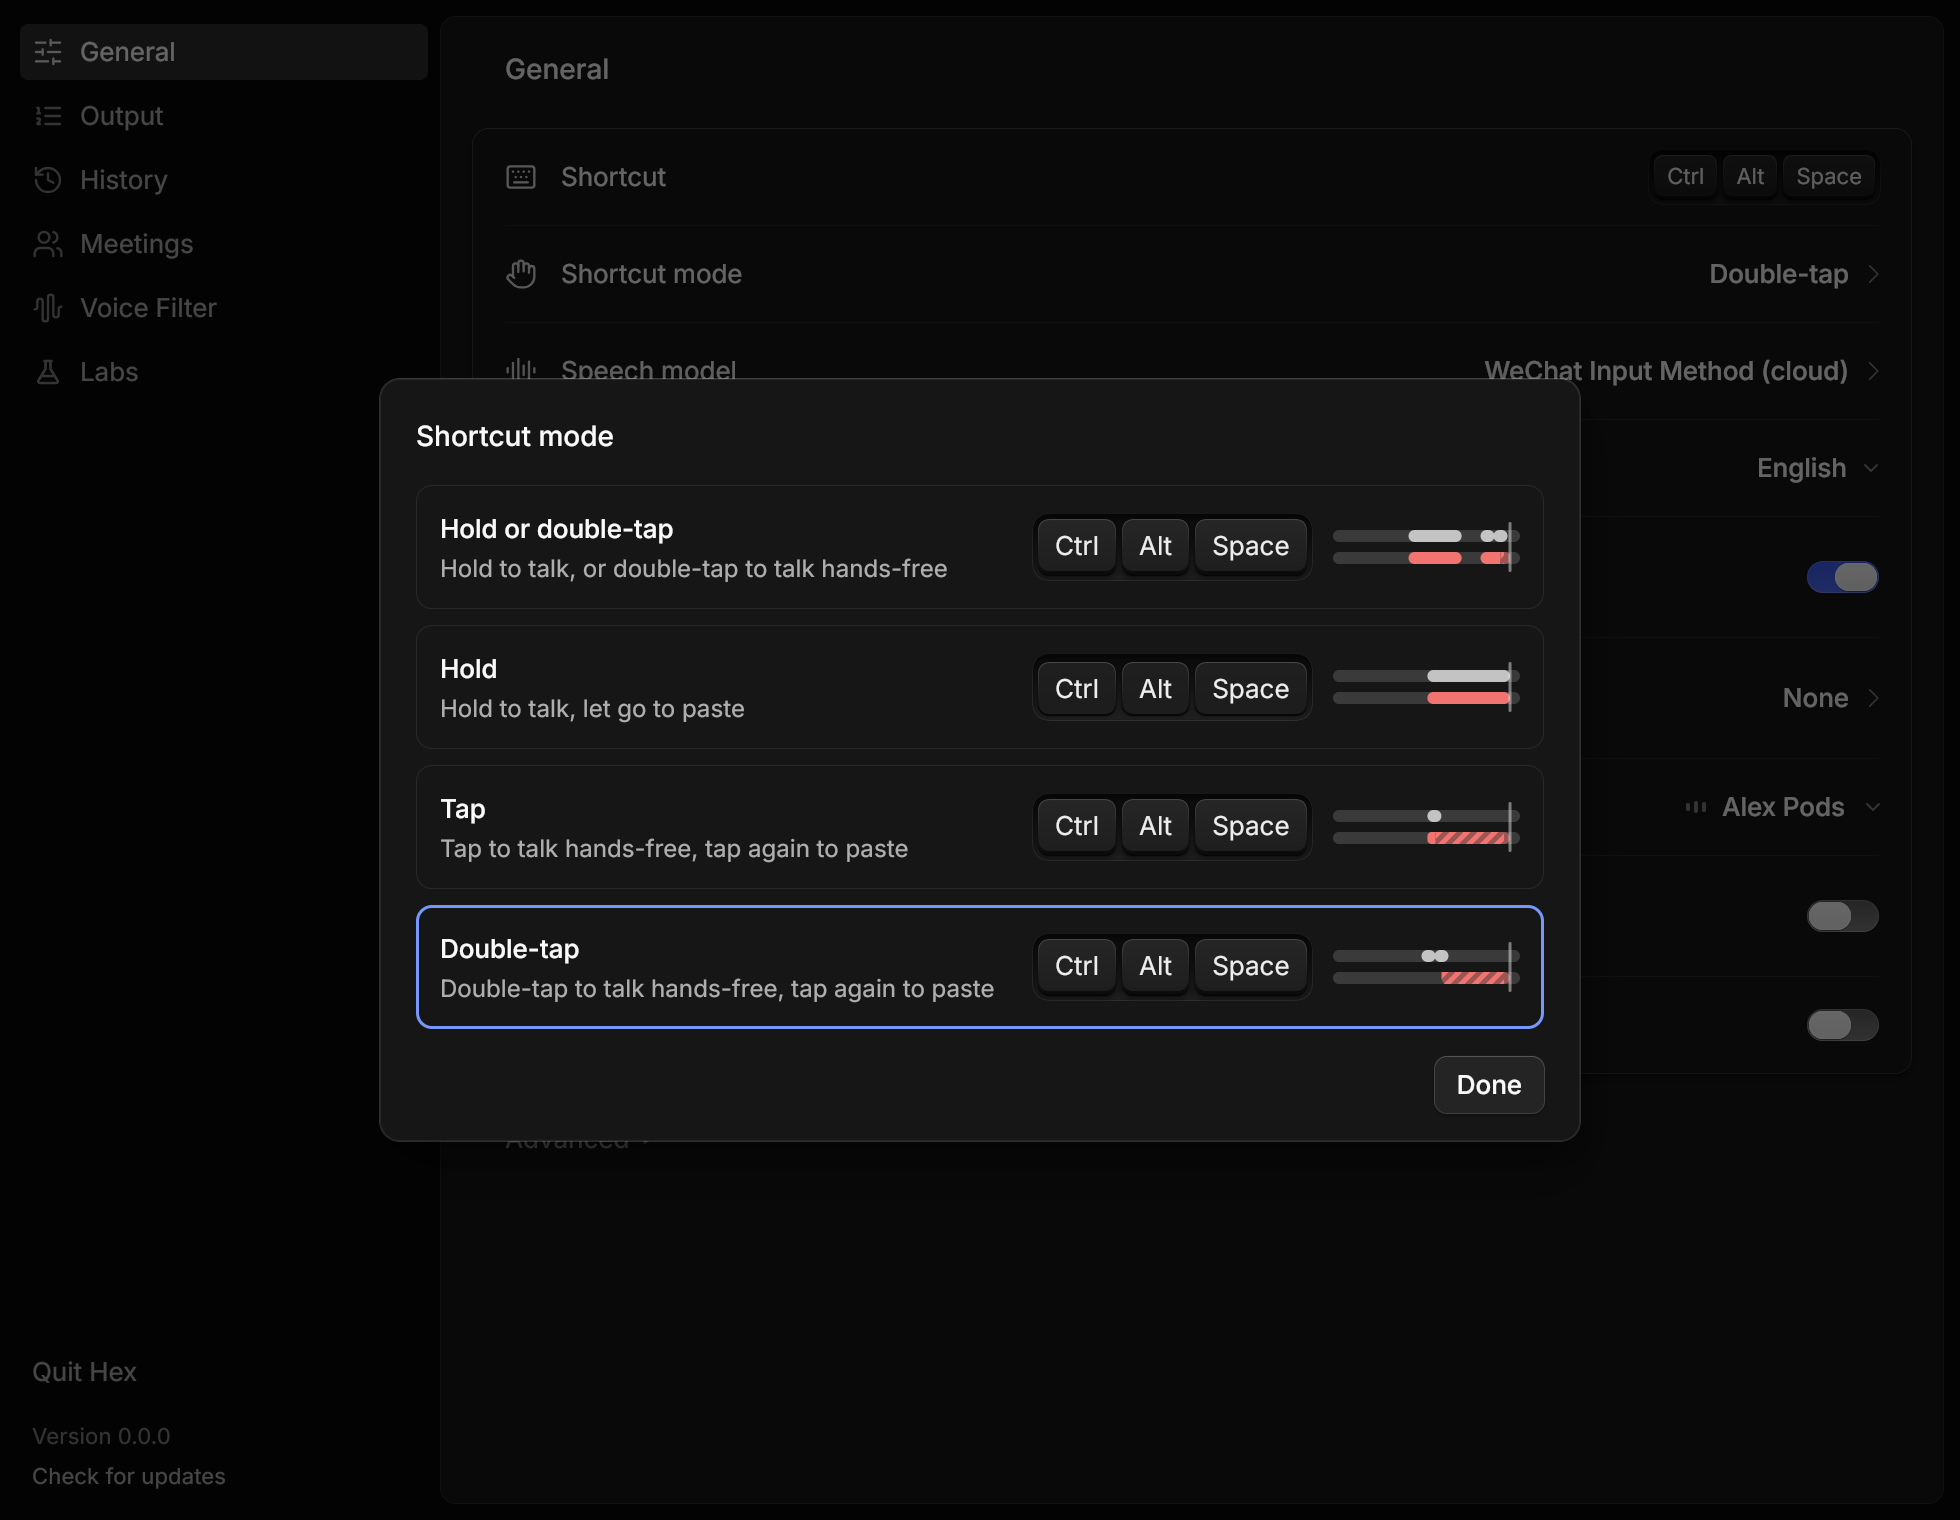 General
Output
History
Meetings
Voice Filter
Labs
Quit Hex
Version 0.0.0
Check for updates
General
Shortcut
Ctrl Alt Space
Shortcut mode
Double-tap
Speech model
WeChat Input Method (cloud)
English
None
Alex Pods
Advanced
Shortcut mode
Hold or double-tap
Hold to talk, or double-tap to talk hands-free
Ctrl Alt Space
Hold
Hold to talk, let go to paste
Ctrl Alt Space
Tap
Tap to talk hands-free, tap again to paste
Ctrl Alt Space
Double-tap
Double-tap to talk hands-free, tap again to paste
Ctrl Alt Space
Done